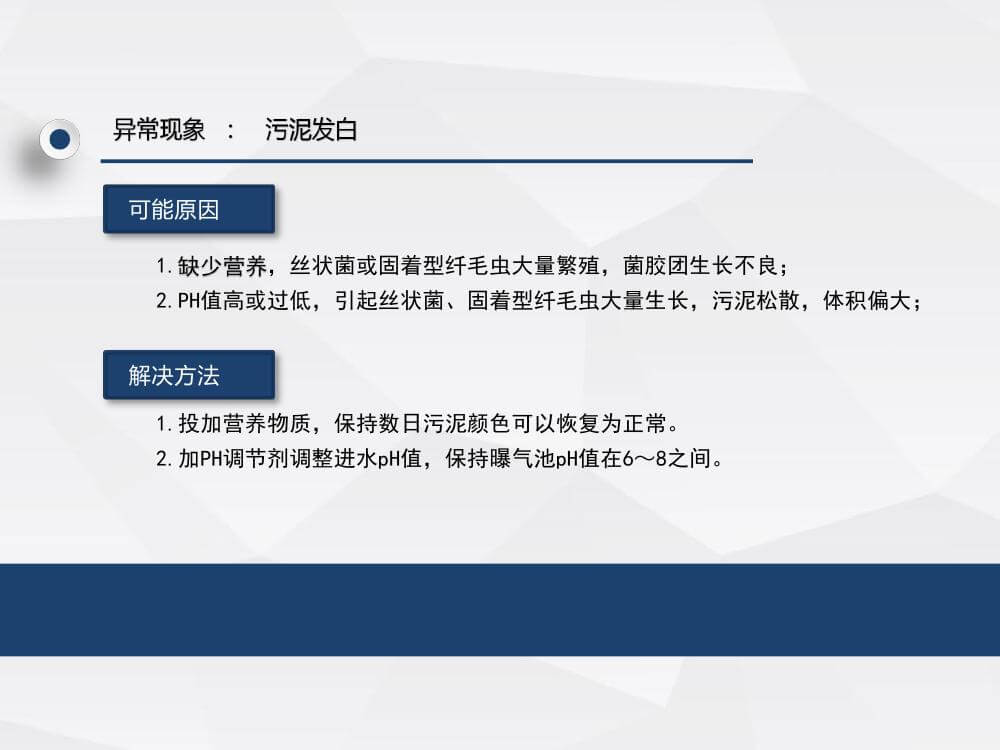 异常现象 ： 污泥发白
可能原因
1.缺少营养，丝状菌或固着型纤毛虫大量繁殖，菌胶团生长不良；
2.PH值高或过低，引起丝状菌、固着型纤毛虫大量生长，污泥松散，体积偏大；
解决方法
1.投加营养物质，保持数日污泥颜色可以恢复为正常。
2.加PH调节剂调整进水pH值，保持曝气池pH值在6～8之间。